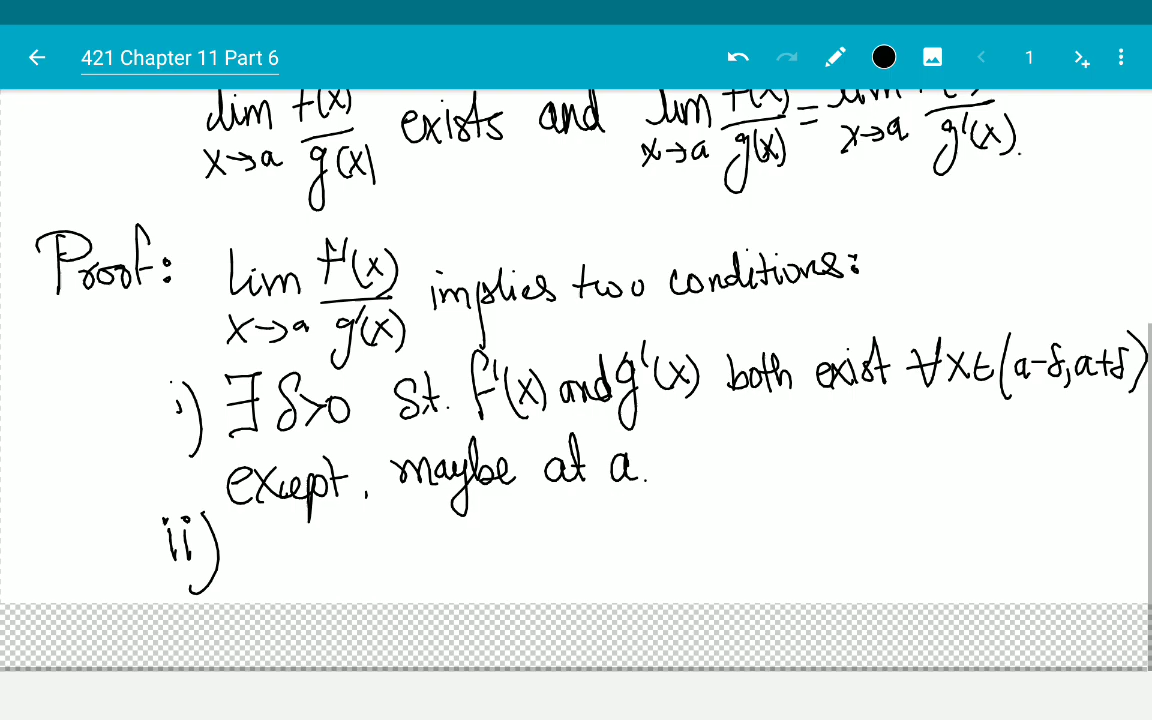 421 Chapter 11 Part 6
1
lim x→a f(x)/g(x) exists and lim x→a f(x)/g(x) = lim x→a f'(x)/g'(x).
Proof: lim x→a f'(x)/g'(x) implies two conditions:
i) ∃ δ>0 St. f'(x) and g'(x) both exist ∀x∈(a-δ,a+δ)
except, maybe at a.
ii)